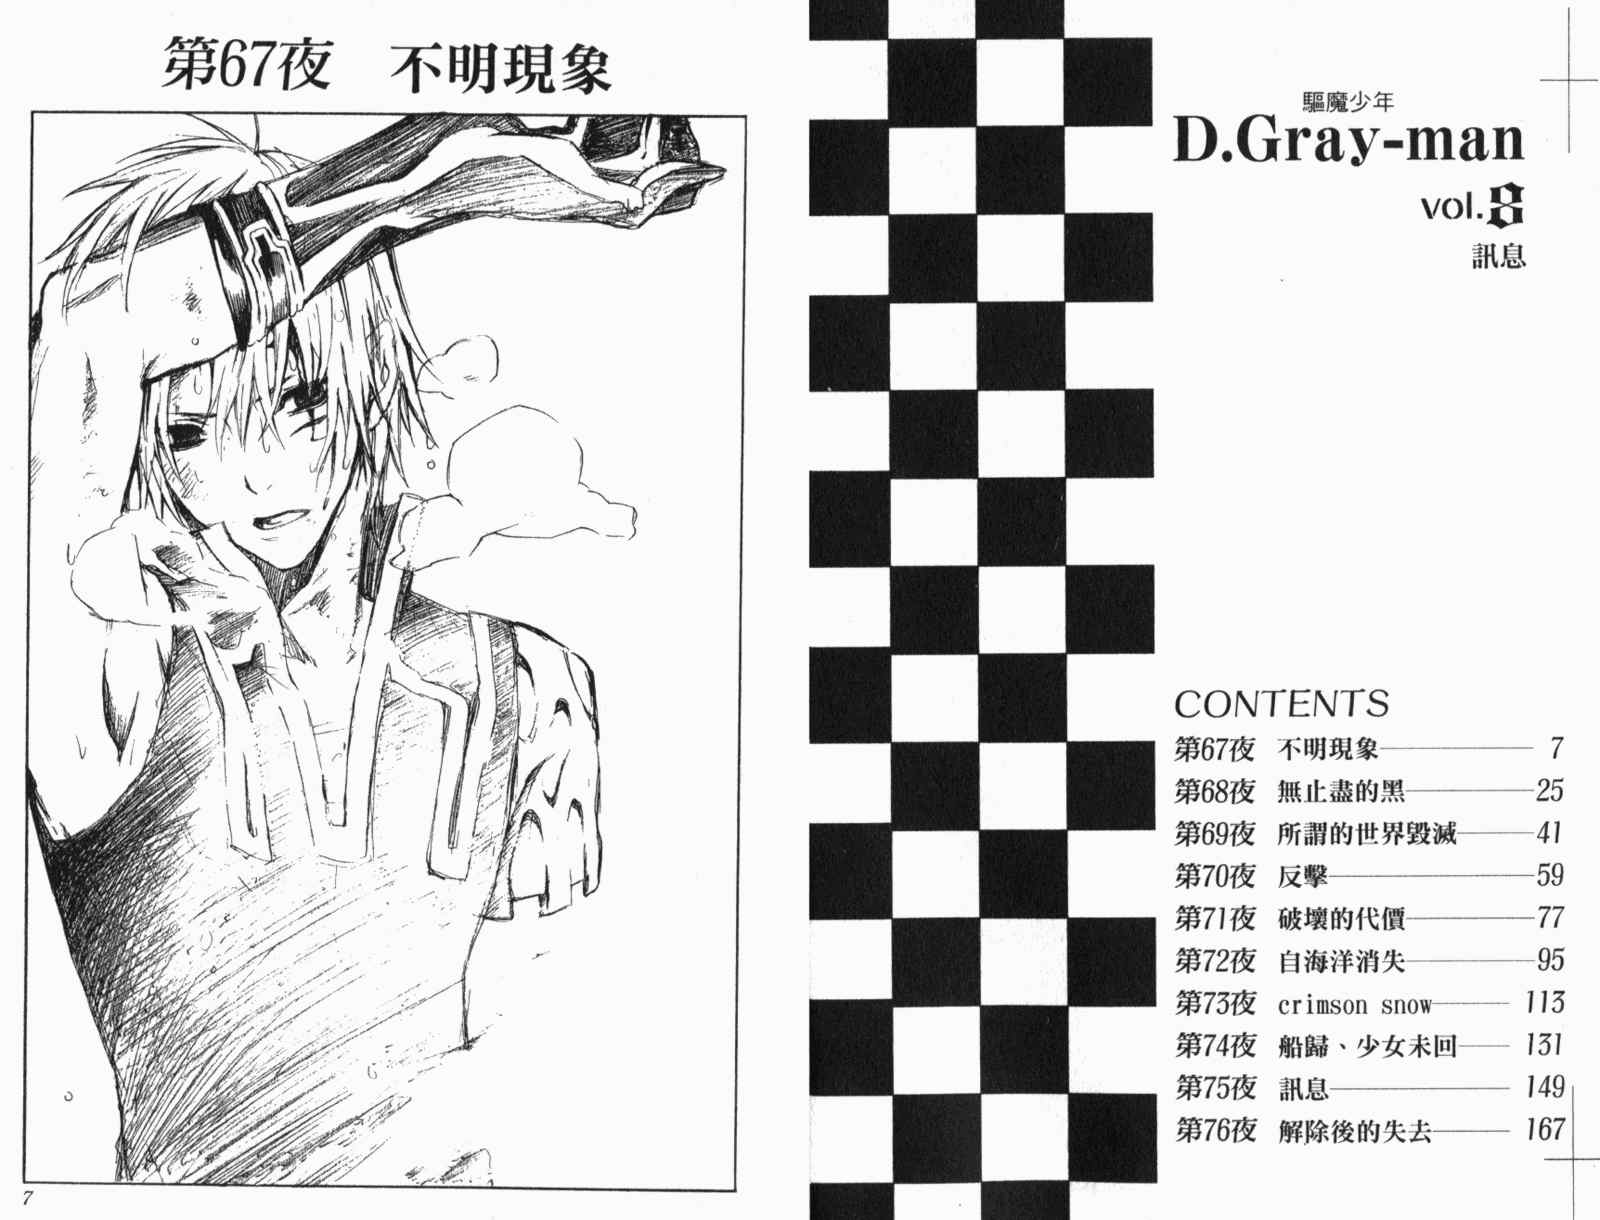 驅魔少年
D.Gray-man
vol.8
訊息
CONTENTS
第67夜 不明現象 7
第68夜 無止盡的黑 25
第69夜 所謂的世界毀滅 41
第70夜 反擊 59
第71夜 破壞的代價 77
第72夜 自海洋消失 95
第73夜 crimson snow 113
第74夜 船歸、少女未回 131
第75夜 訊息 149
第76夜 解除後的失去 167
第67夜 不明現象
7